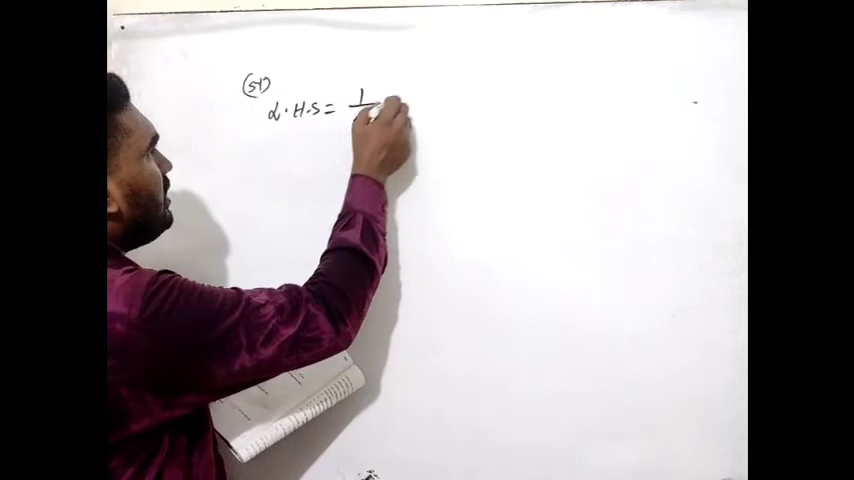 (51)
L.H.S = 1